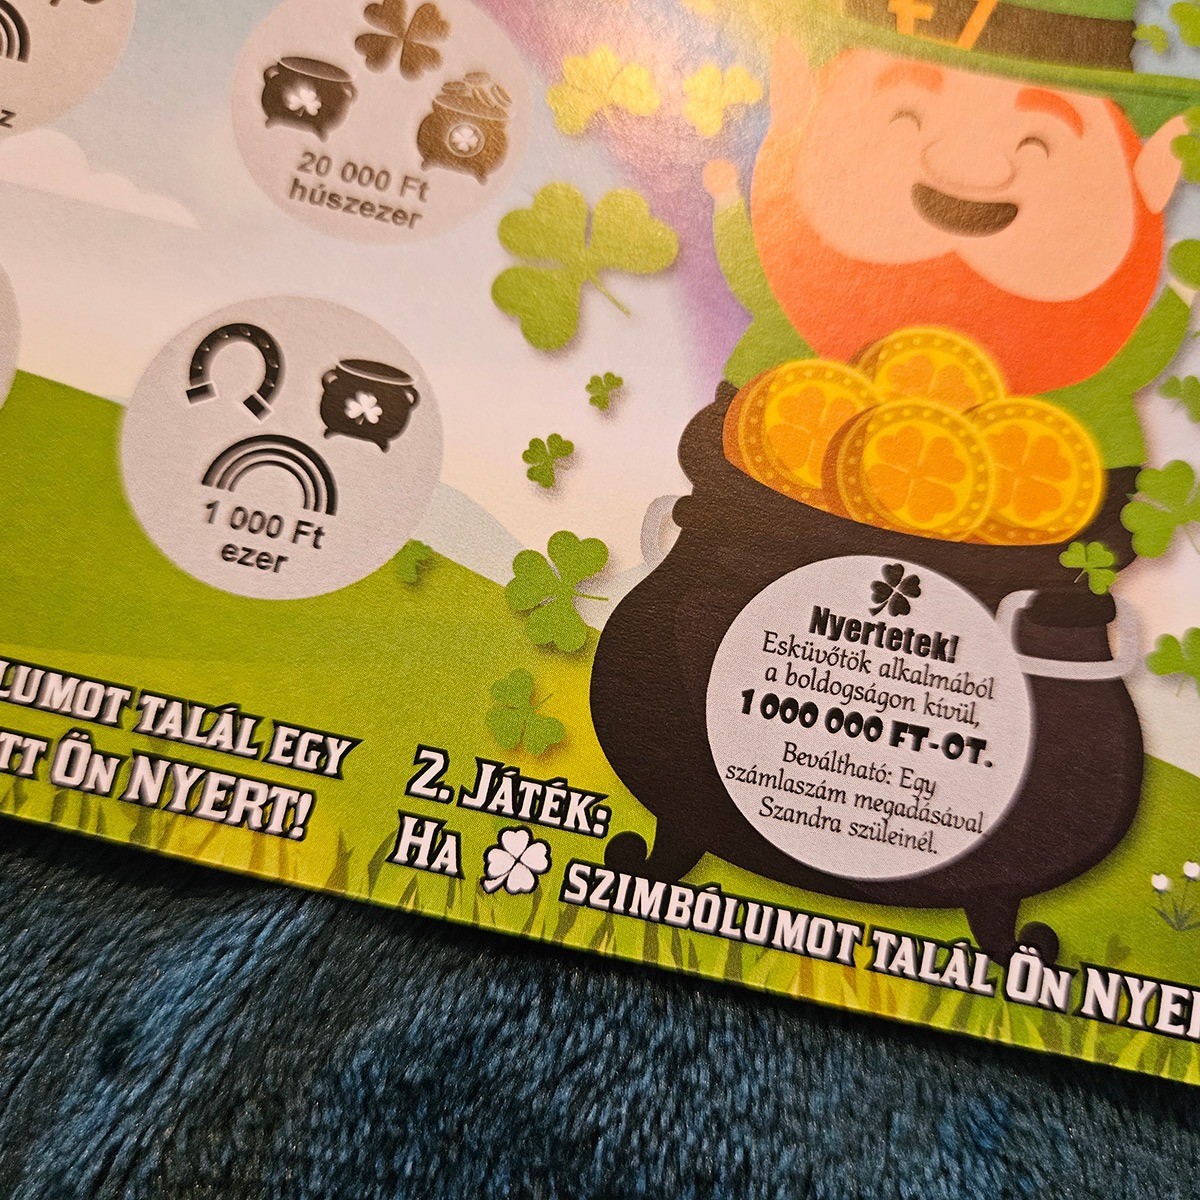 20 000 Ft
húszezer
1 000 Ft
ezer
Nyertetek!
Esküvőtök alkalmából
a boldogságon kívül,
1 000 000 FT-OT.
Beváltható: Egy
számlaszám megadásával
Szandra szüleinél.
TALÁL EGY
ÖN NYERT!
2. JÁTÉK:
HA SZIMBÓLUMOT TALÁL ÖN